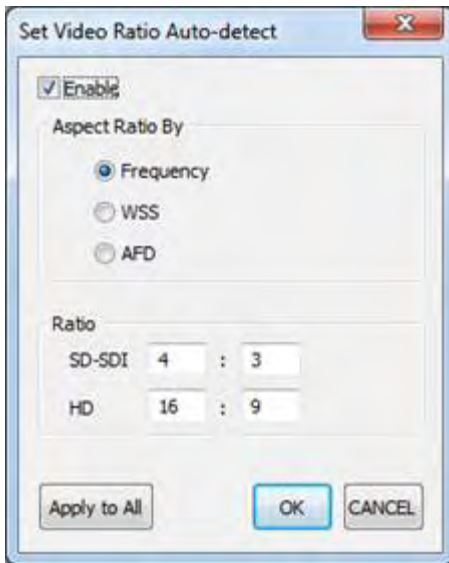 Set Video Ratio Auto-detect
Enable
Aspect Ratio By
Frequency
WSS
AFD
Ratio
SD-SDI 4 : 3
HD 16 : 9
Apply to All OK CANCEL